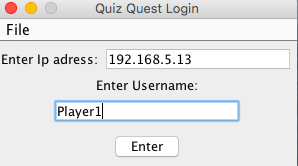 Quiz Quest Login
File
Enter Ip adress: 192.168.5.13
Enter Username:
Player1
Enter